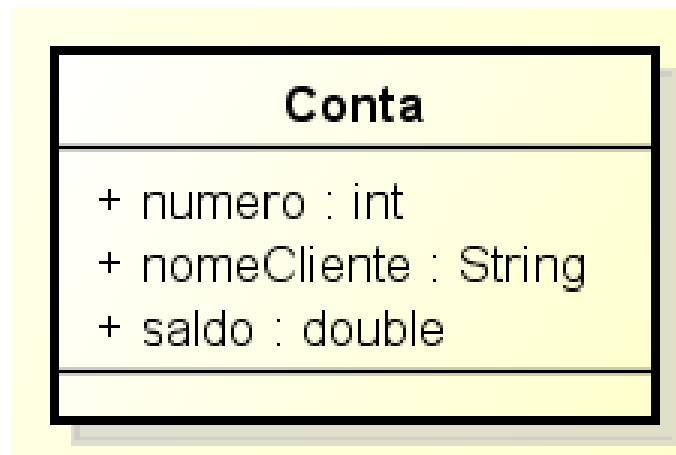 Conta
+ numero : int
+ nomeCliente : String
+ saldo : double